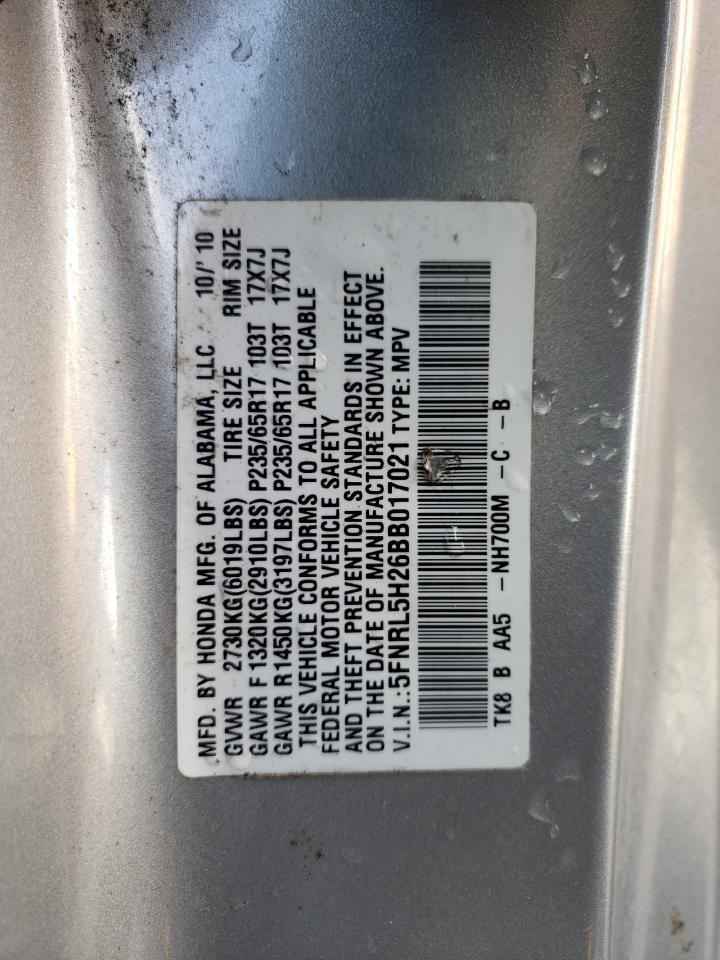 MFD. BY HONDA MFG. OF ALABAMA, LLC 10/' 10
GVWR 2730KG(6019LBS) TIRE SIZE RIM SIZE
GAWR F 1320KG(2910LBS) P235/65R17 103T 17X7J
GAWR R1450KG(3197LBS) P235/65R17 103T 17X7J
THIS VEHICLE CONFORMS TO ALL APPLICABLE
FEDERAL MOTOR VEHICLE SAFETY
AND THEFT PREVENTION STANDARDS IN EFFECT
ON THE DATE OF MANUFACTURE SHOWN ABOVE.
V.I.N.: 5FNRL5H26BB017021 TYPE: MPV
TK8 B AA5 -NH700M -C -B